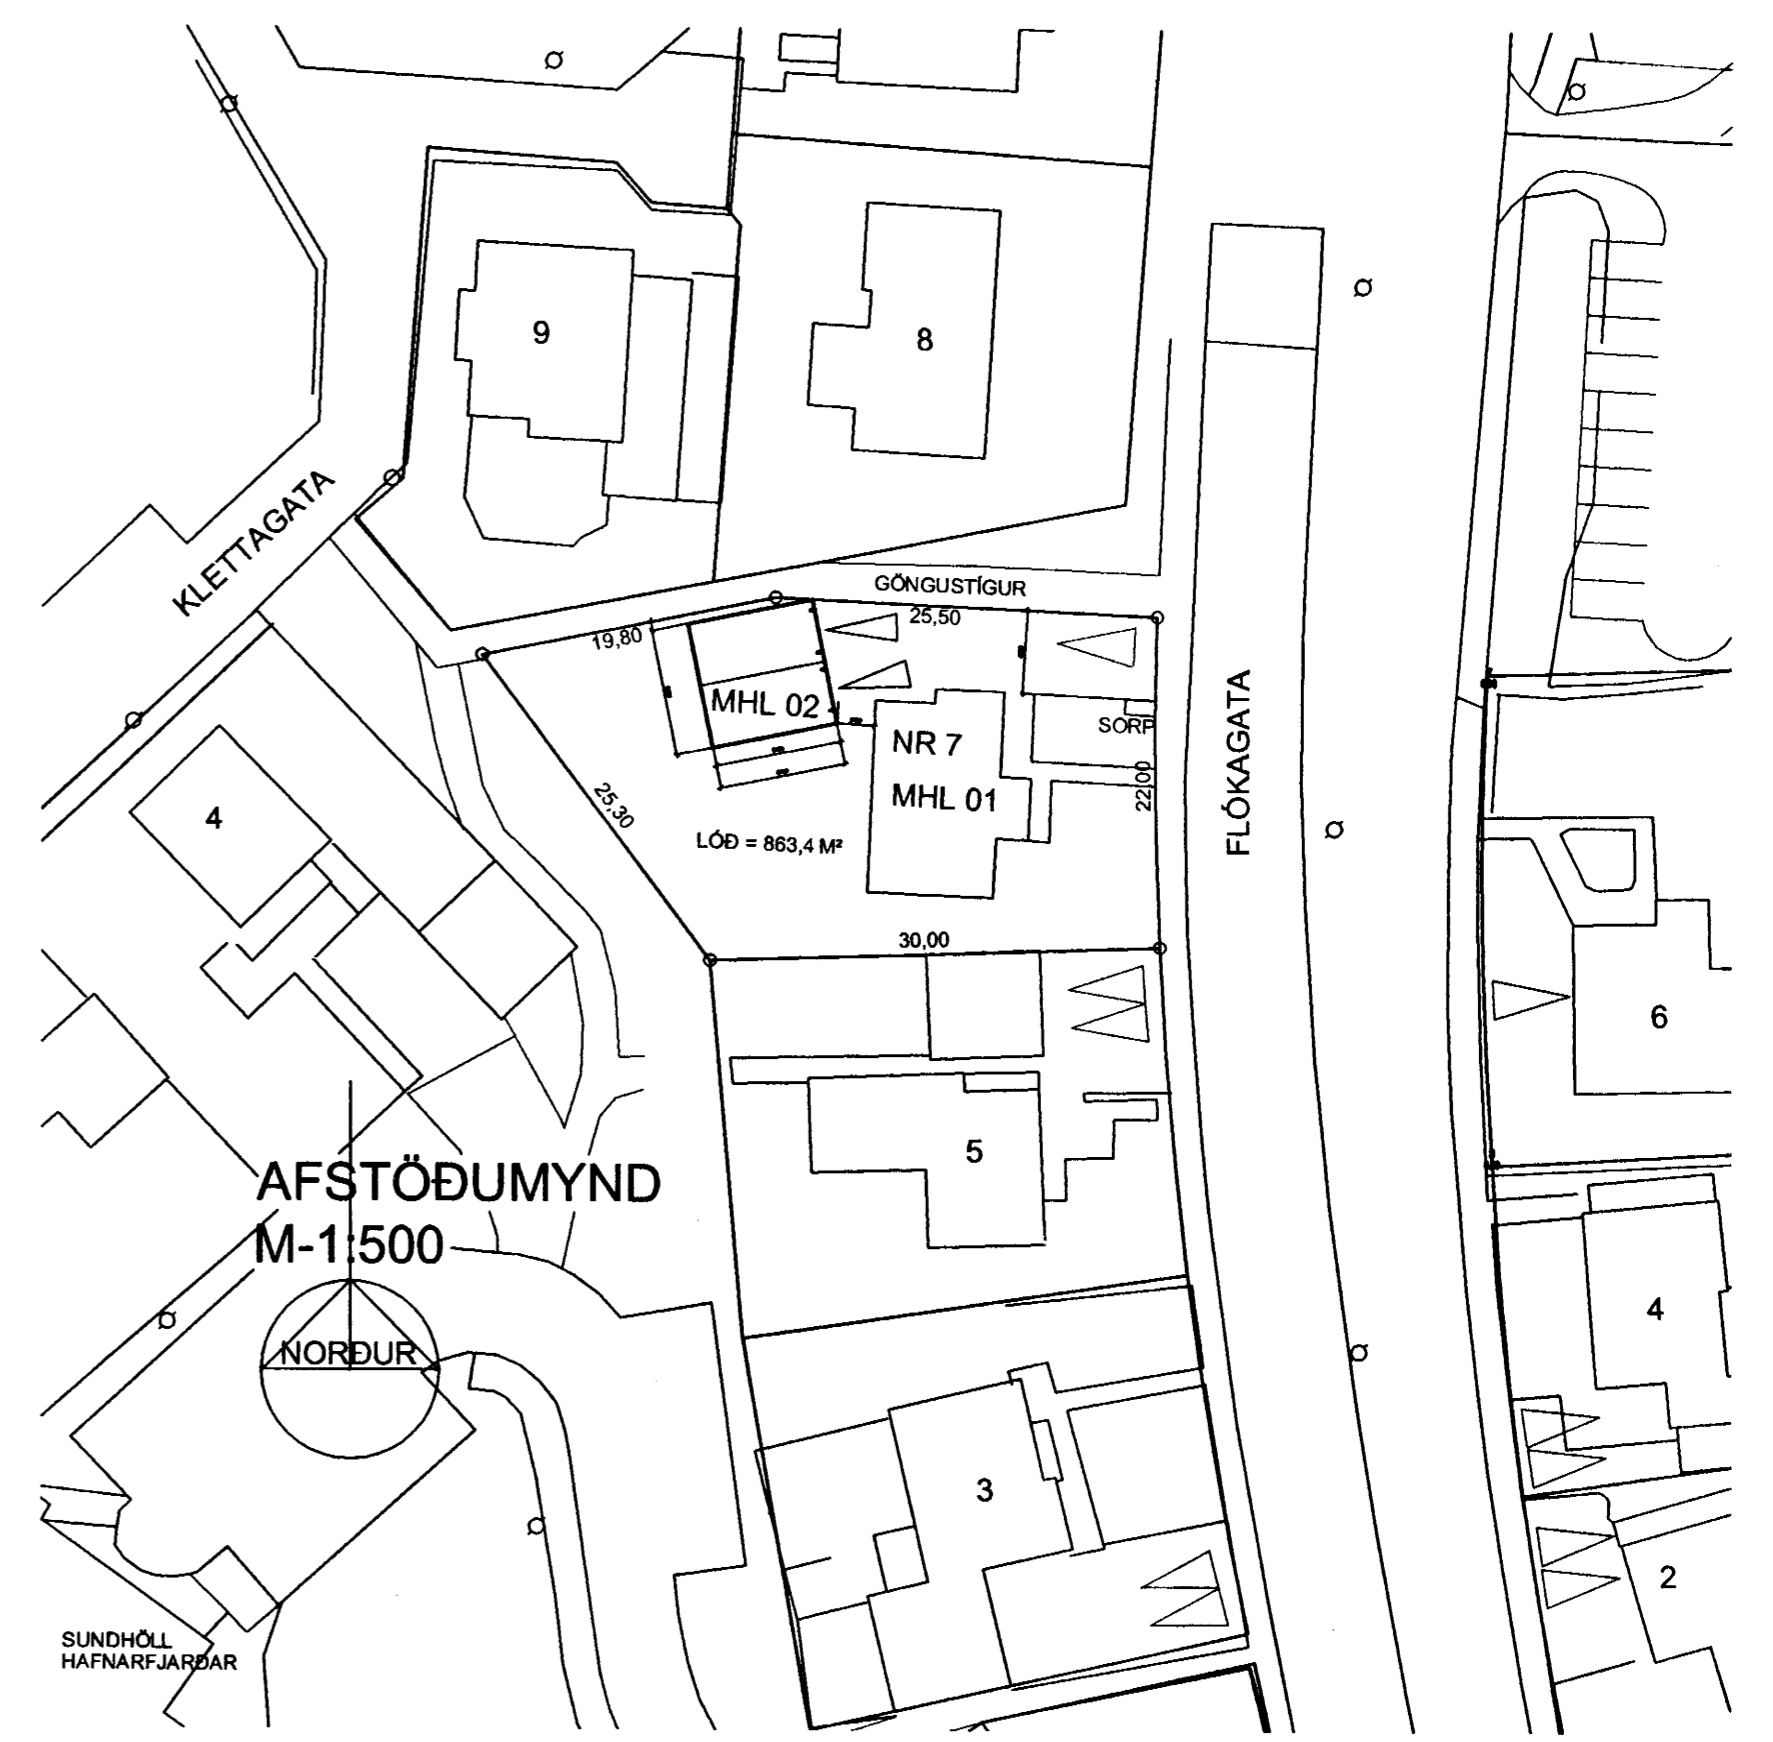 9
8
KLETTAGATA
GÖNGUSTÍGUR
25,50
19,80
MHL 02
SORP
NR 7
MHL 01
FLÓKAGATA
22,00
25,30
4
LÓÐ = 863,4 M²
30,00
6
5
AFSTÖÐUMYND
M-1:500
NORÐUR
4
3
2
SUNDHÖLL
HAFNARFJARÐAR